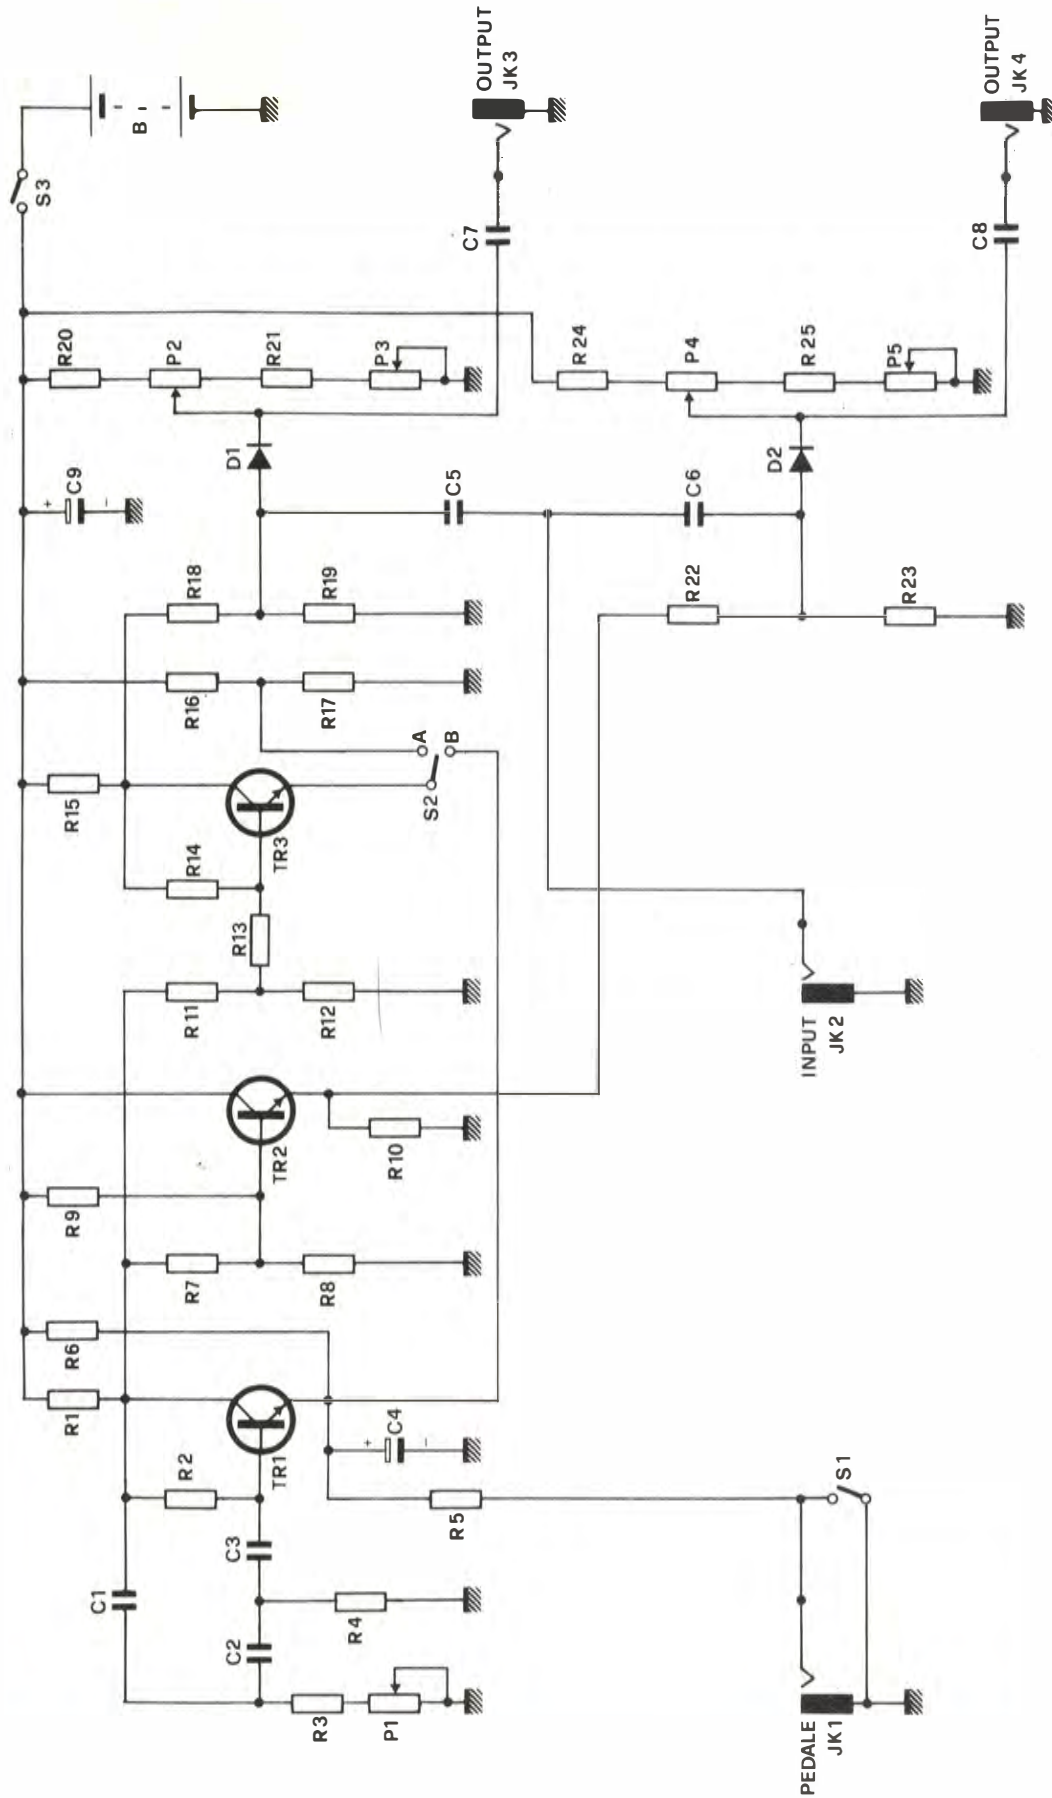 C1
R2
C3
C2
R3
P1
R4
TR1
R1
R6
R5
+
C4
-
S1
PEDALE
JK1
R7
R8
R9
TR2
R10
R11
R12
R13
R14
TR3
R15
S2
A
B
R16
R17
R18
R19
+
C9
-
D1
C5
C6
D2
R22
R23
INPUT
JK2
R20
P2
R21
P3
R24
P4
R25
P5
S3
B
C7
OUTPUT
JK3
C8
OUTPUT
JK4